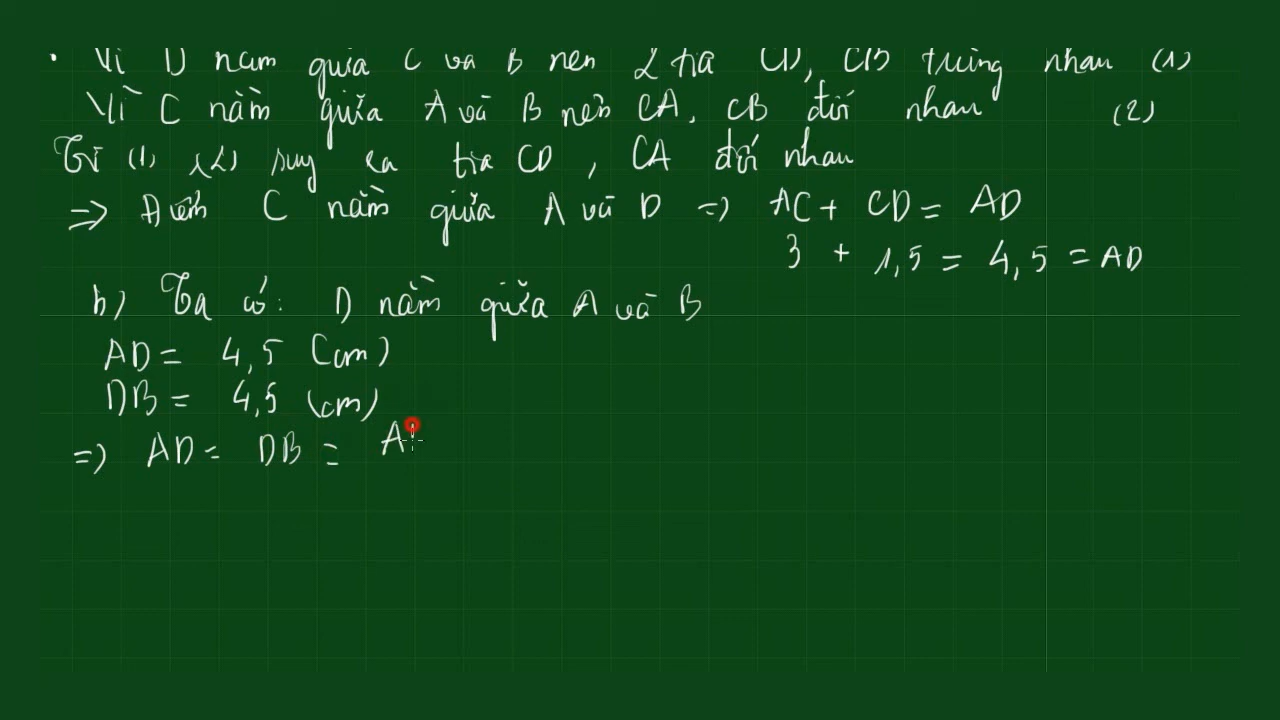 • Vì D nằm giữa C và B nên 2 tia CD, CB trùng nhau (1)
Vì C nằm giữa A và B nên CA, CB đối nhau (2)
Từ (1), (2) suy ra tia CD, CA đối nhau
=> Điểm C nằm giữa A và D => AC + CD = AD
3 + 1,5 = 4,5 = AD
b) Ta có: D nằm giữa A và B
AD = 4,5 (cm)
DB = 4,5 (cm)
=> AD = DB = A